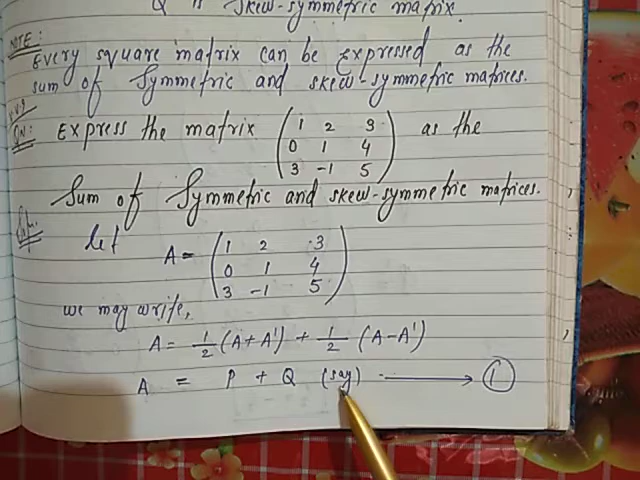 Q is skew-symmetric matrix.
NOTE:
Every square matrix can be expressed as the
sum of Symmetric and skew-symmetric matrices.
V.V.I
QN: Express the matrix (1 2 3 as the
0 1 4
3 -1 5)
Sum of Symmetric and skew-symmetric matrices.
Soln. let
A = (1 2 3
0 1 4
3 -1 5)
we may write,
A = 1/2 (A+A') + 1/2 (A-A')
A = P + Q (say) → ①